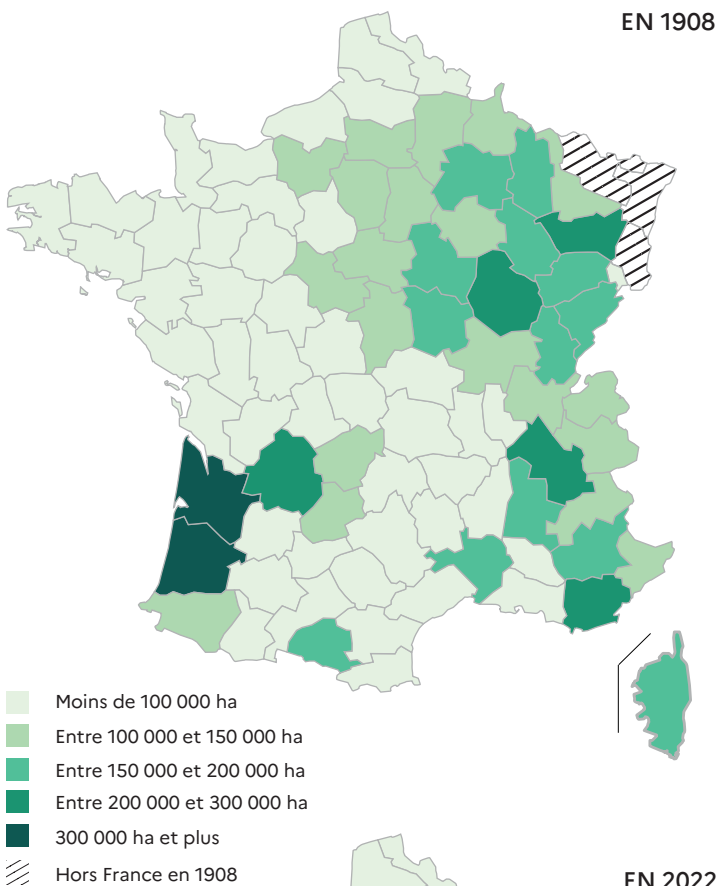 EN 1908
Moins de 100 000 ha
Entre 100 000 et 150 000 ha
Entre 150 000 et 200 000 ha
Entre 200 000 et 300 000 ha
300 000 ha et plus
Hors France en 1908
EN 2022